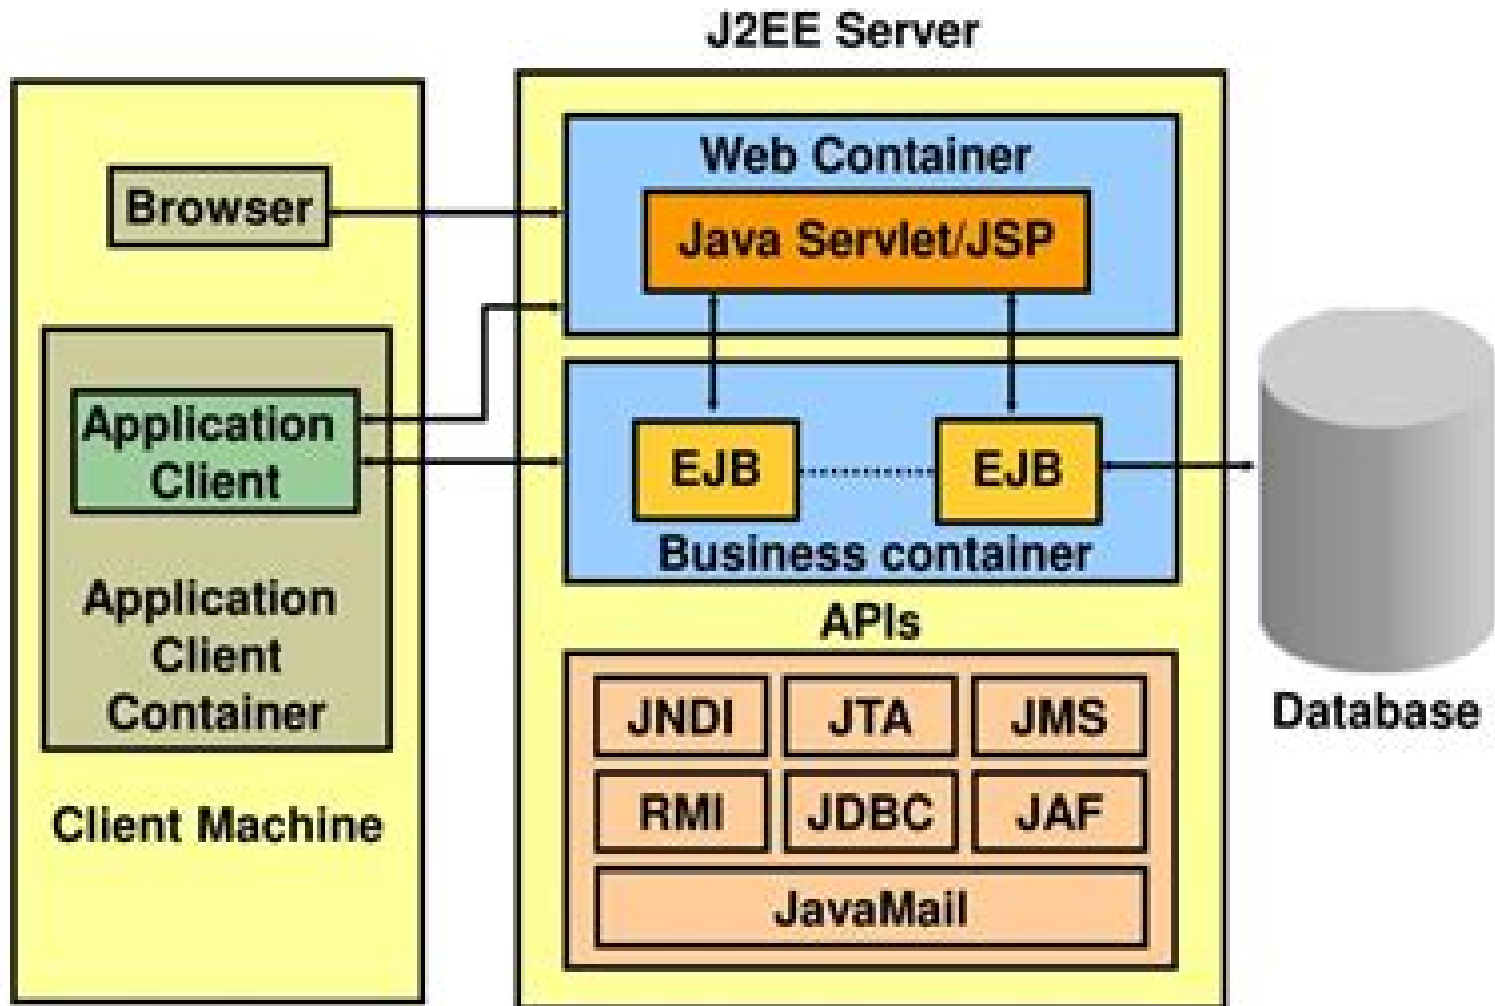 J2EE Server
Browser
Application
Client
Application
Client
Container
Client Machine
Web Container
Java Servlet/JSP
EJB
EJB
Business container
APIs
JNDI
JTA
JMS
RMI
JDBC
JAF
JavaMail
Database